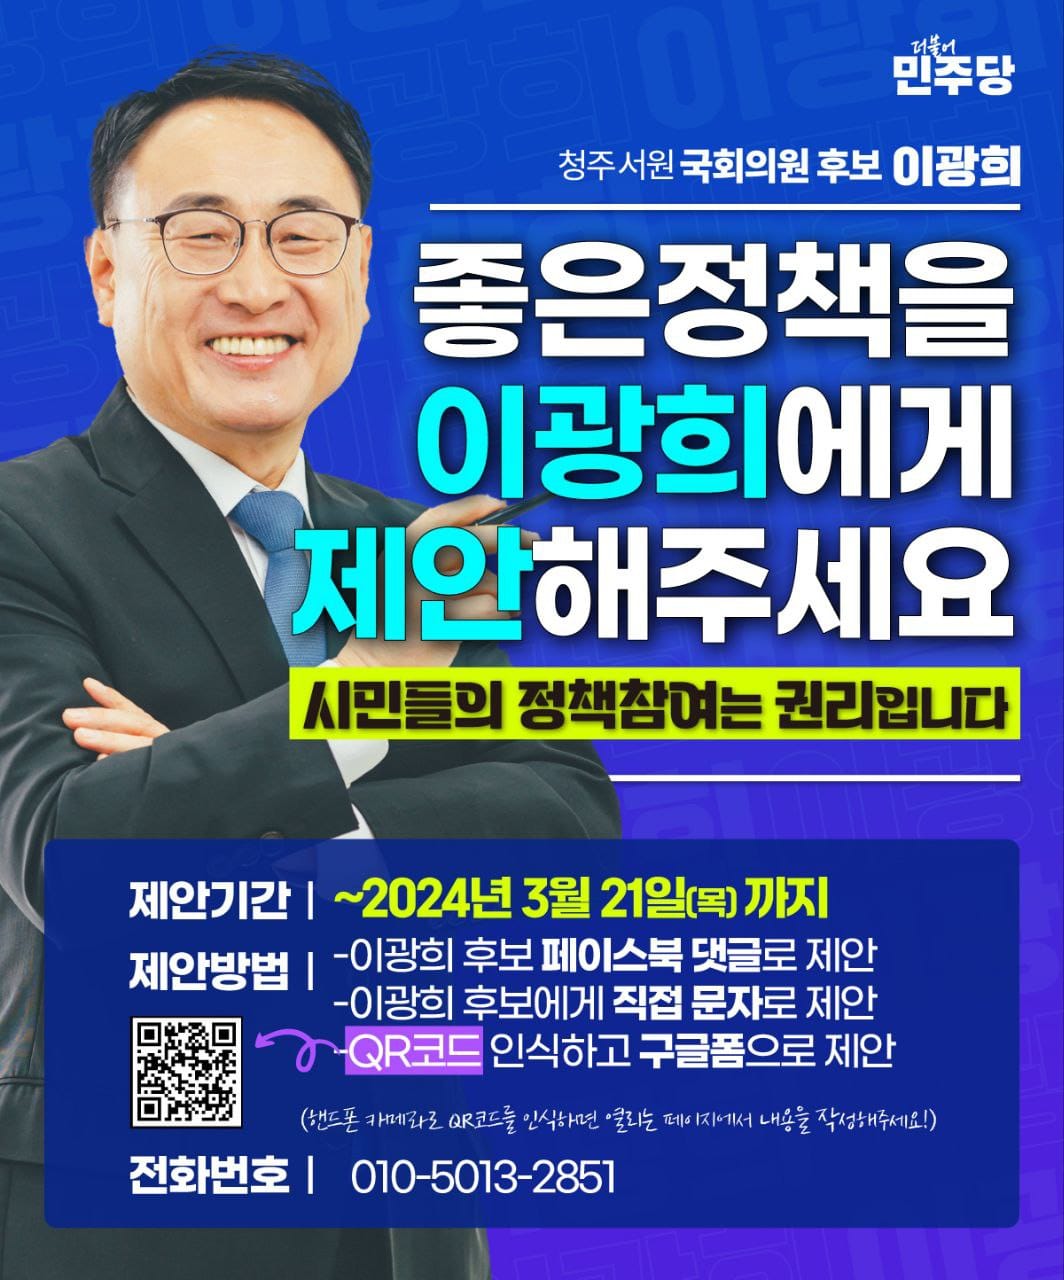 더불어
민주당
청주 서원 국회의원 후보 이광희
좋은정책을
이광희에게
제안해주세요
시민들의 정책참여는 권리입니다
제안기간 | ~2024년 3월 21일(목) 까지
제안방법 | -이광희 후보 페이스북 댓글로 제안
-이광희 후보에게 직접 문자로 제안
-QR코드 인식하고 구글폼으로 제안
(핸드폰 카메라로 QR코드를 인식하면 열리는 페이지에서 내용을 작성해주세요!)
전화번호 | 010-5013-2851